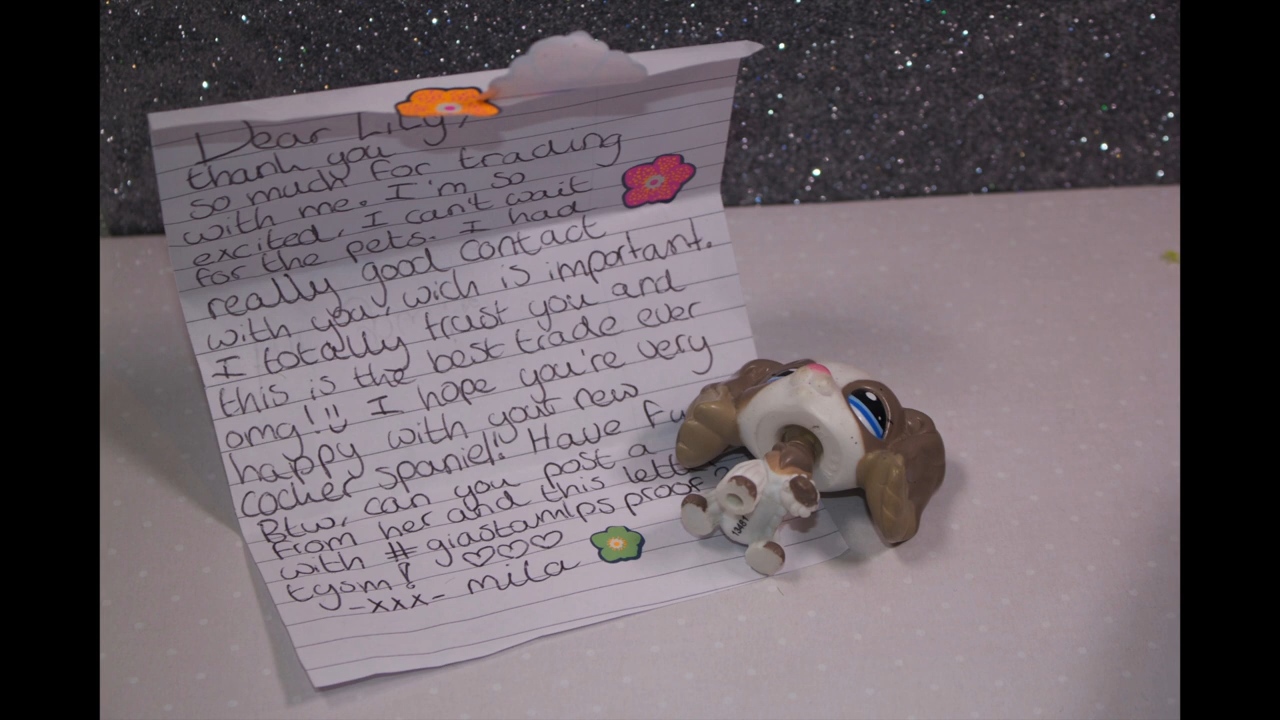 Dear Lily,
thank you
so much for trading
with me. I'm so
excited, I can't wait
for the pets. I had
really good contact
with you, wich is important.
I totally trust you and
this is the best trade ever
omg!!! I hope you're very
happy with your new
cocker spaniel! Have fu
Btw, can you post a
from her and this lett
with #giastamlps proof?
tysm! ♡♡♡
-xxx- mila